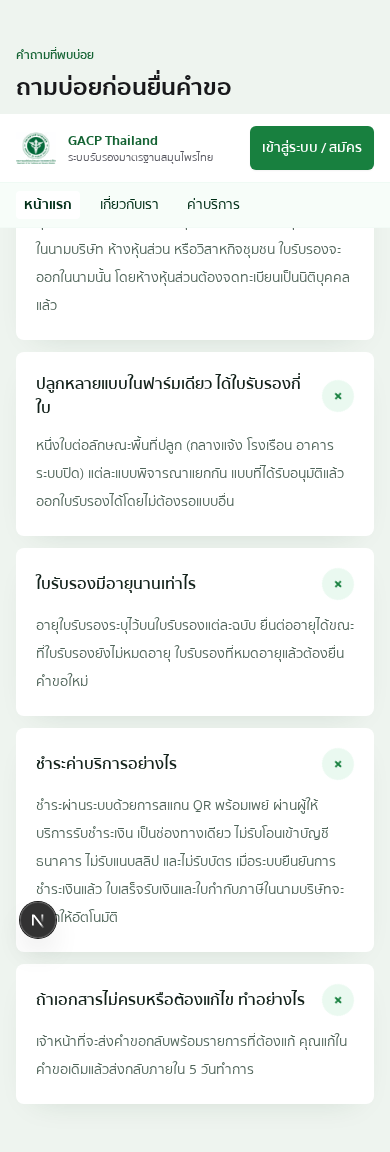 คำถามที่พบบ่อย
ถามบ่อยก่อนยื่นคำขอ
GACP Thailand
ระบบรับรองมาตรฐานสมุนไพรไทย
เข้าสู่ระบบ / สมัคร
หน้าแรก
เกี่ยวกับเรา
ค่าบริการ
ในนามบริษัท ห้างหุ้นส่วน หรือวิสาหกิจชุมชน ใบรับรองจะ
ออกในนามนั้น โดยห้างหุ้นส่วนต้องจดทะเบียนเป็นนิติบุคคล
แล้ว
ปลูกหลายแบบในฟาร์มเดียว ได้ใบรับรองกี่
ใบ
หนึ่งใบต่อลักษณะพื้นที่ปลูก (กลางแจ้ง โรงเรือน อาคาร
ระบบปิด) แต่ละแบบพิจารณาแยกกัน แบบที่ได้รับอนุมัติแล้ว
ออกใบรับรองได้โดยไม่ต้องรอแบบอื่น
ใบรับรองมีอายุนานเท่าไร
อายุใบรับรองระบุไว้บนใบรับรองแต่ละฉบับ ยื่นต่ออายุได้ขณะ
ที่ใบรับรองยังไม่หมดอายุ ใบรับรองที่หมดอายุแล้วต้องยื่น
คำขอใหม่
ชำระค่าบริการอย่างไร
ชำระผ่านระบบด้วยการสแกน QR พร้อมเพย์ ผ่านผู้ให้
บริการรับชำระเงิน เป็นช่องทางเดียว ไม่รับโอนเข้าบัญชี
ธนาคาร ไม่รับแนบสลิป และไม่รับบัตร เมื่อระบบยืนยันการ
ชำระเงินแล้ว ใบเสร็จรับเงินและใบกำกับภาษีในนามบริษัทจะ
ให้อัตโนมัติ
N
ถ้าเอกสารไม่ครบหรือต้องแก้ไข ทำอย่างไร
เจ้าหน้าที่จะส่งคำขอกลับพร้อมรายการที่ต้องแก้ คุณแก้ใน
คำขอเดิมแล้วส่งกลับภายใน 5 วันทำการ